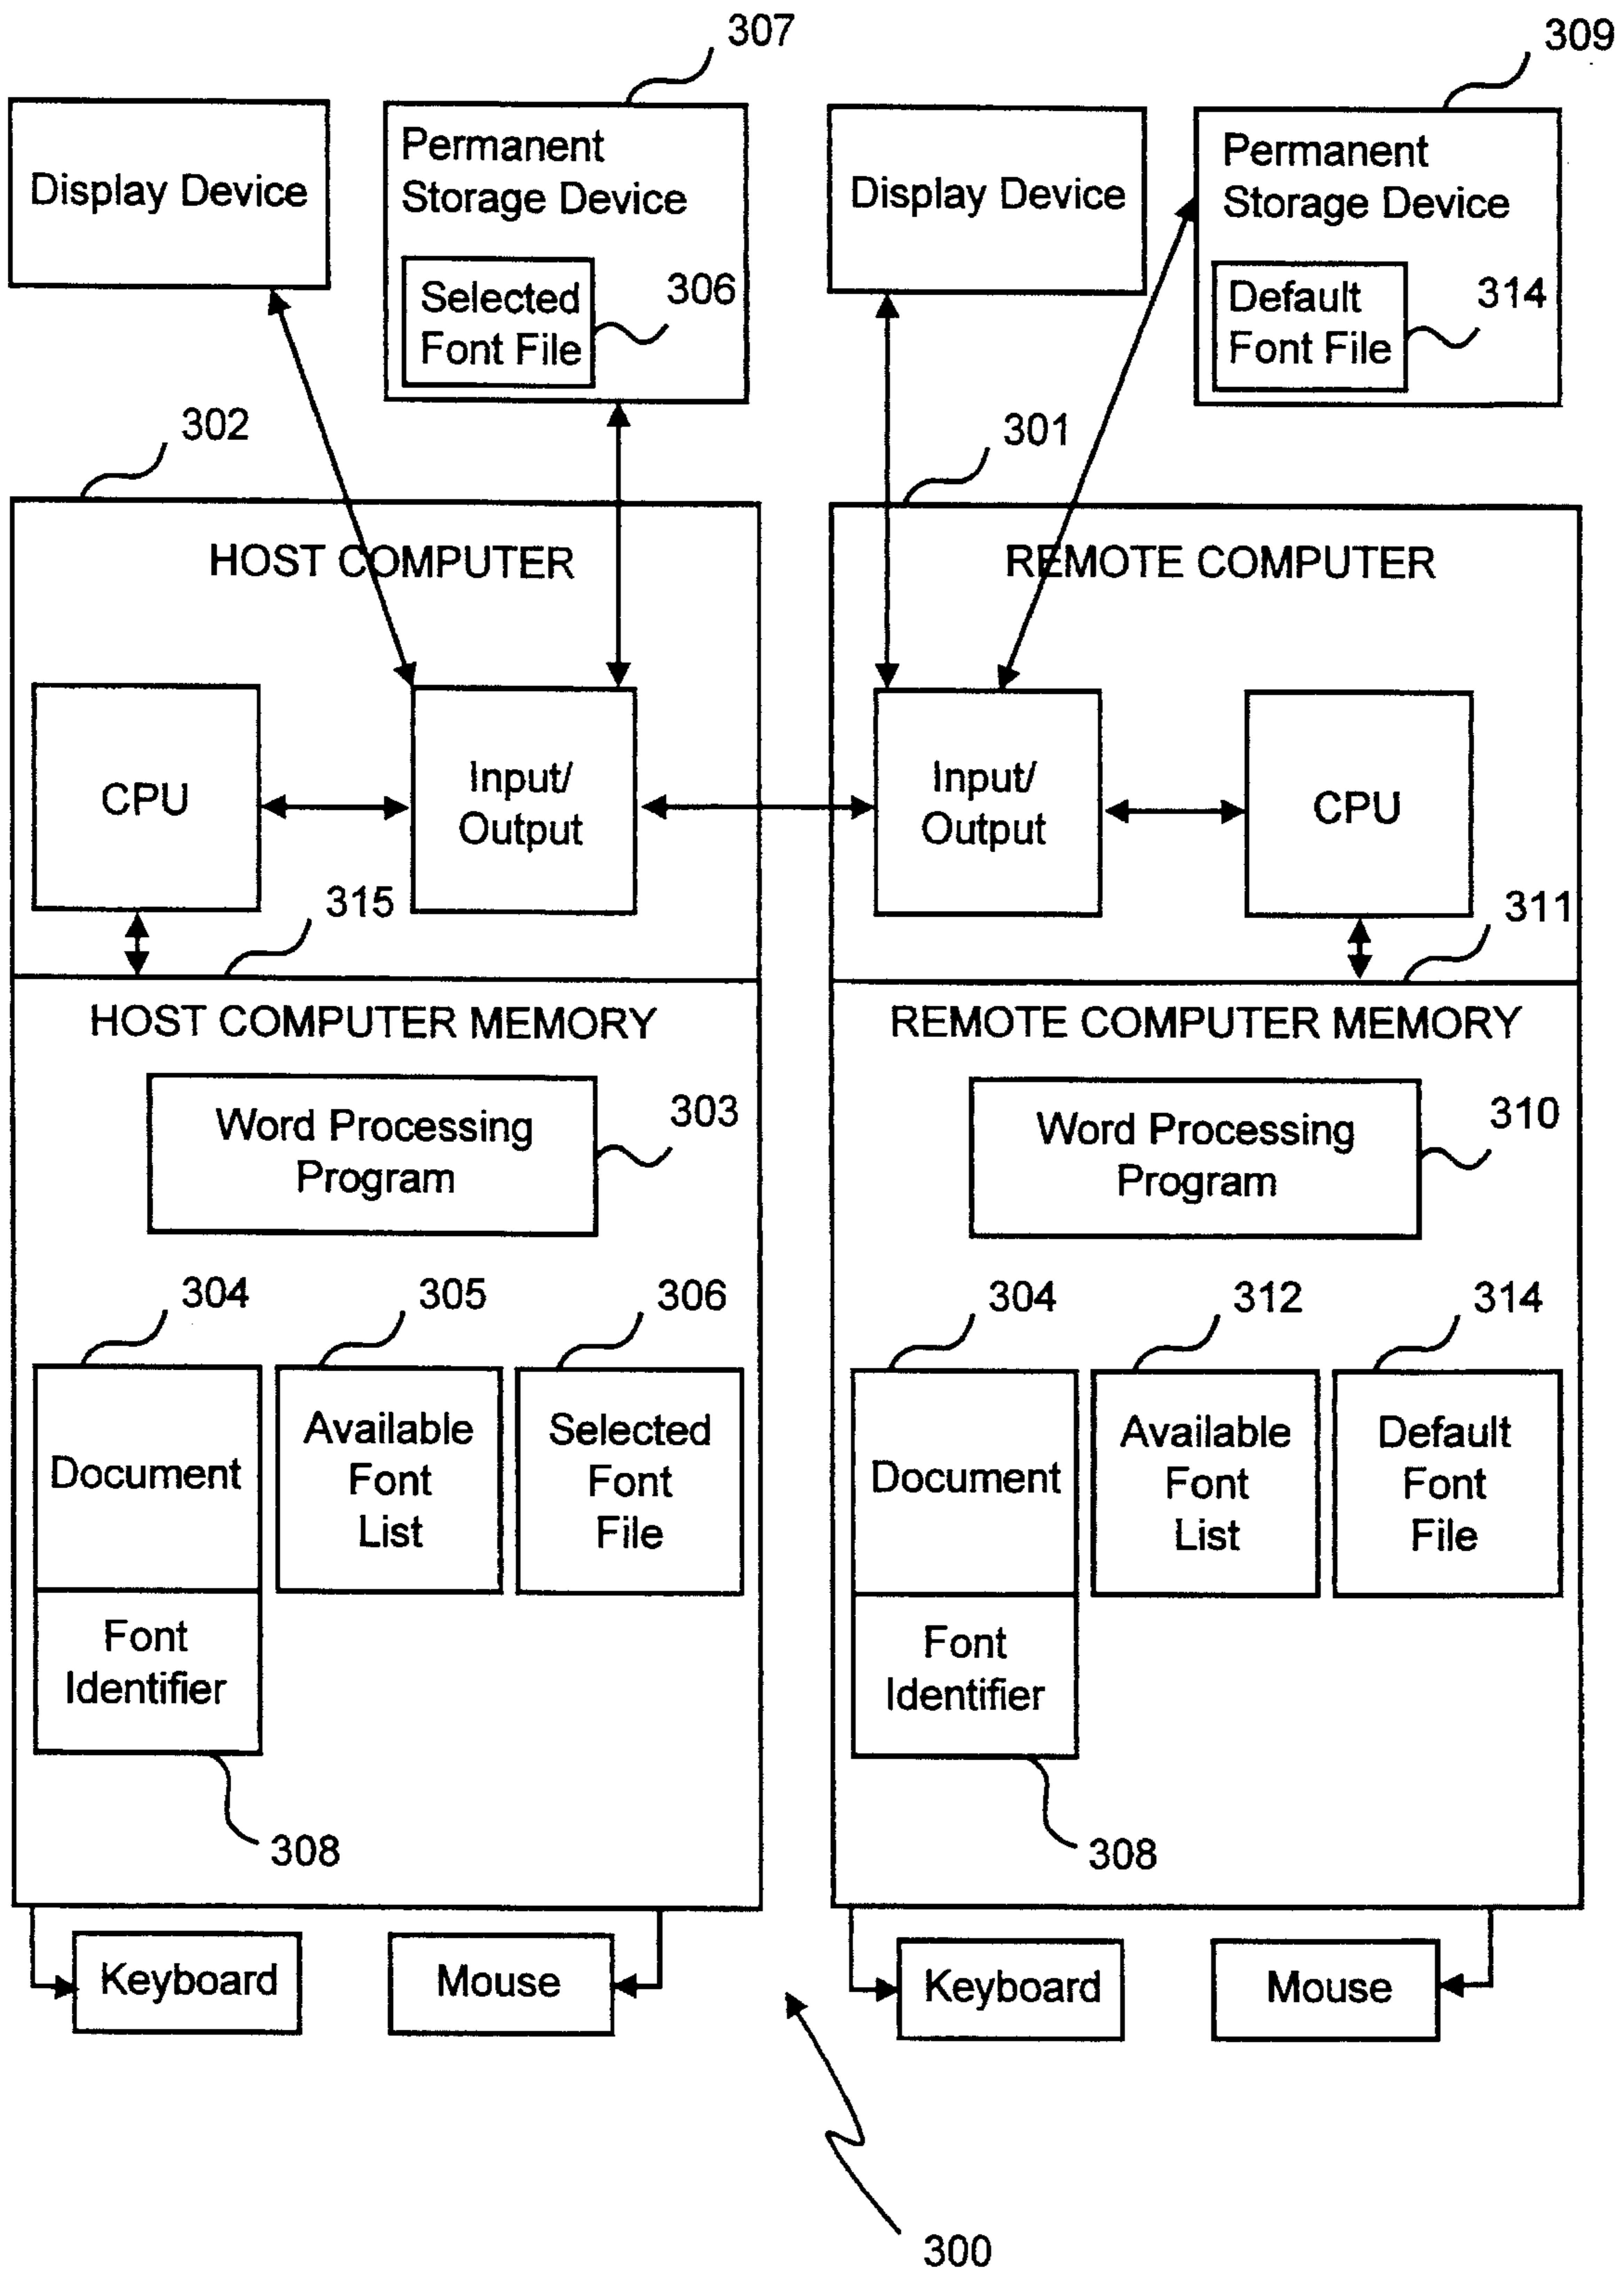 307
309
Display Device
Permanent
Storage Device
Selected
Font File
306
Display Device
Permanent
Storage Device
Default
Font File
314
302
301
HOST COMPUTER
REMOTE COMPUTER
CPU
Input/
Output
Input/
Output
CPU
315
311
HOST COMPUTER MEMORY
REMOTE COMPUTER MEMORY
Word Processing
Program
303
Word Processing
Program
310
304
305
306
304
312
314
Document
Available
Font
List
Selected
Font
File
Document
Available
Font
List
Default
Font
File
Font
Identifier
Font
Identifier
308
308
Keyboard
Mouse
Keyboard
Mouse
300